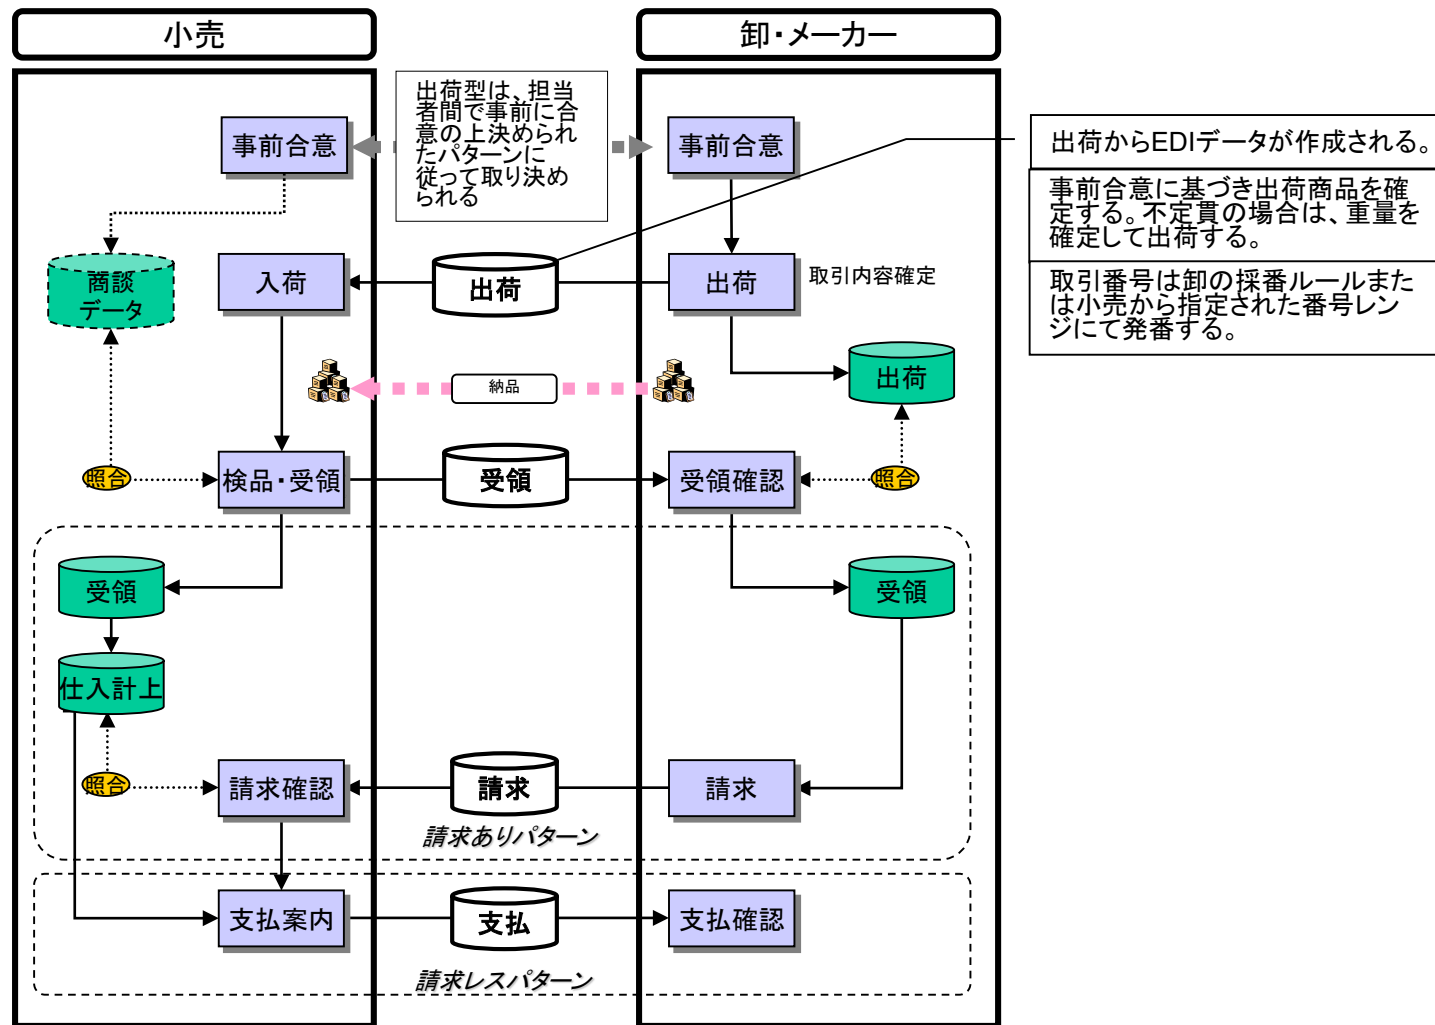 小売
卸・メーカー
出荷型は、担当
者間で事前に合
意の上決められ
たパターンに
従って取り決め
られる
事前合意
事前合意
出荷からEDIデータが作成される。
事前合意に基づき出荷商品を確
定する。不定貫の場合は、重量を
確定して出荷する。
取引番号は卸の採番ルールまた
は小売から指定された番号レン
ジにて発番する。
商談
データ
入荷
出荷
出荷
取引内容確定
納品
出荷
照合
検品・受領
受領
受領確認
照合
受領
受領
仕入計上
照合
請求確認
請求
請求
請求ありパターン
支払案内
支払
支払確認
請求レスパターン